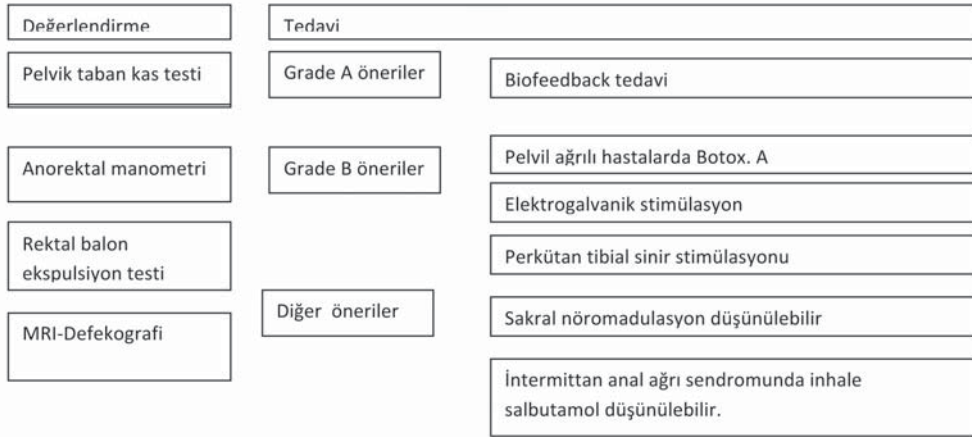 Değerlendirme
Tedavi
Pelvik taban kas testi
Grade A öneriler
Biofeedback tedavi
Anorektal manometri
Grade B öneriler
Pelvil ağrılı hastalarda Botox. A
Elektrogalvanik stimülasyon
Rektal balon
ekspulsiyon testi
Perkütan tibial sinir stimülasyonu
Diğer öneriler
Sakral nöromadulasyon düşünülebilir
MRI-Defekografi
İntermittan anal ağrı sendromunda inhale
salbutamol düşünülebilir.